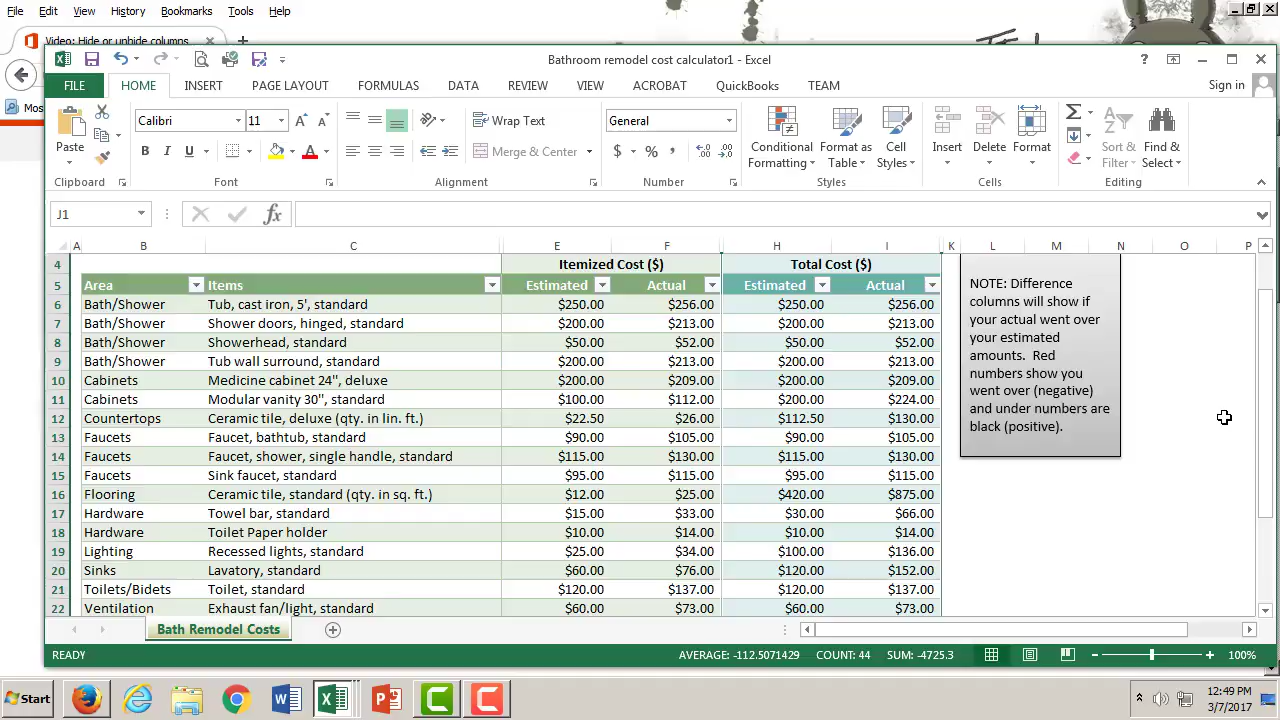 File Edit View History Bookmarks Tools Help
Video: Hide or unhide columns
Mos
Bathroom remodel cost calculator1 - Excel
FILE HOME INSERT PAGE LAYOUT FORMULAS DATA REVIEW VIEW ACROBAT QuickBooks TEAM Sign in
Calibri 11 Wrap Text General
Paste B I U A Merge & Center $ % , Conditional Formatting Format as Table Cell Styles Insert Delete Format Sort & Filter Find & Select
Clipboard Font Alignment Number Styles Cells Editing
J1 fx
A B C E F H I K L M N O P
4 Itemized Cost ($) Total Cost ($)
5 Area Items Estimated Actual Estimated Actual
6 Bath/Shower Tub, cast iron, 5', standard $250.00 $256.00 $250.00 $256.00
7 Bath/Shower Shower doors, hinged, standard $200.00 $213.00 $200.00 $213.00
8 Bath/Shower Showerhead, standard $50.00 $52.00 $50.00 $52.00
9 Bath/Shower Tub wall surround, standard $200.00 $213.00 $200.00 $213.00
10 Cabinets Medicine cabinet 24", deluxe $200.00 $209.00 $200.00 $209.00
11 Cabinets Modular vanity 30", standard $100.00 $112.00 $200.00 $224.00
12 Countertops Ceramic tile, deluxe (qty. in lin. ft.) $22.50 $26.00 $112.50 $130.00
13 Faucets Faucet, bathtub, standard $90.00 $105.00 $90.00 $105.00
14 Faucets Faucet, shower, single handle, standard $115.00 $130.00 $115.00 $130.00
15 Faucets Sink faucet, standard $95.00 $115.00 $95.00 $115.00
16 Flooring Ceramic tile, standard (qty. in sq. ft.) $12.00 $25.00 $420.00 $875.00
17 Hardware Towel bar, standard $15.00 $33.00 $30.00 $66.00
18 Hardware Toilet Paper holder $10.00 $14.00 $10.00 $14.00
19 Lighting Recessed lights, standard $25.00 $34.00 $100.00 $136.00
20 Sinks Lavatory, standard $60.00 $76.00 $120.00 $152.00
21 Toilets/Bidets Toilet, standard $120.00 $137.00 $120.00 $137.00
22 Ventilation Exhaust fan/light, standard $60.00 $73.00 $60.00 $73.00
NOTE: Difference
columns will show if
your actual went over
your estimated
amounts. Red
numbers show you
went over (negative)
and under numbers are
black (positive).
Bath Remodel Costs
READY AVERAGE: -112.5071429 COUNT: 44 SUM: -4725.3 100%
Start 12:49 PM
3/7/2017